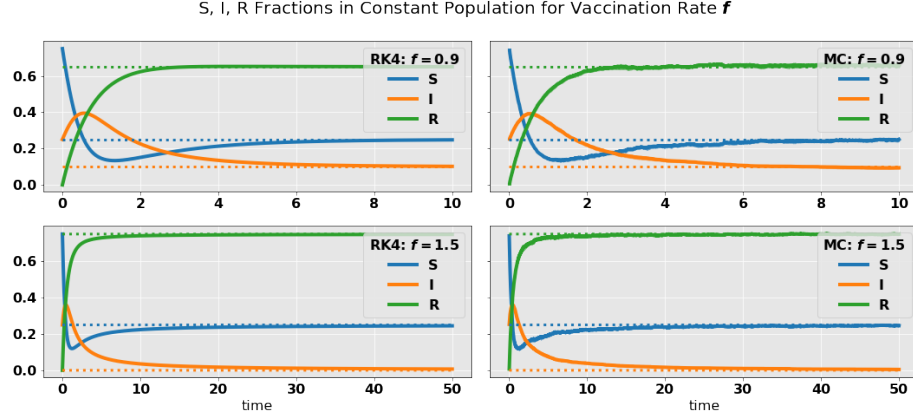 S, I, R Fractions in Constant Population for Vaccination Rate f
RK4: f = 0.9
S
I
R
0.6
0.4
0.2
0.0
0 2 4 6 8 10
MC: f = 0.9
S
I
R
0 2 4 6 8 10
RK4: f = 1.5
S
I
R
0.6
0.4
0.2
0.0
0 10 20 30 40 50
time
MC: f = 1.5
S
I
R
0 10 20 30 40 50
time